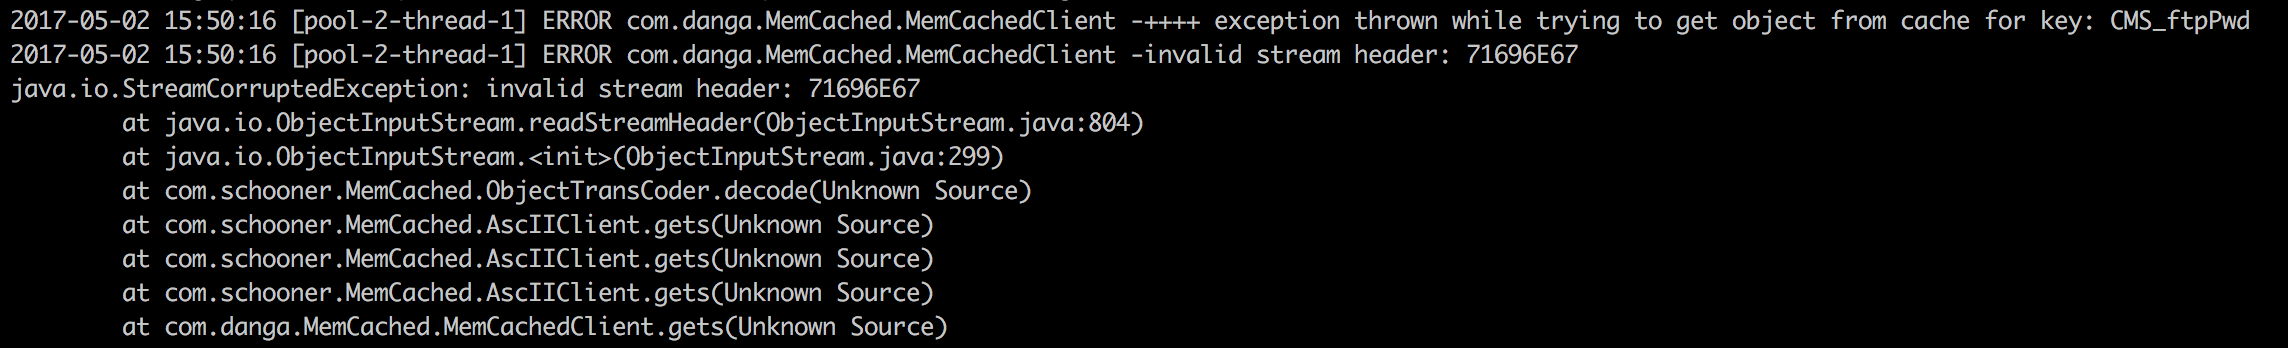 2017-05-02 15:50:16 [pool-2-thread-1] ERROR com.danga.MemCached.MemCachedClient -++++ exception thrown while trying to get object from cache for key: CMS_ftpPwd
2017-05-02 15:50:16 [pool-2-thread-1] ERROR com.danga.MemCached.MemCachedClient -invalid stream header: 71696E67
java.io.StreamCorruptedException: invalid stream header: 71696E67
        at java.io.ObjectInputStream.readStreamHeader(ObjectInputStream.java:804)
        at java.io.ObjectInputStream.<init>(ObjectInputStream.java:299)
        at com.schooner.MemCached.ObjectTransCoder.decode(Unknown Source)
        at com.schooner.MemCached.AscIIClient.gets(Unknown Source)
        at com.schooner.MemCached.AscIIClient.gets(Unknown Source)
        at com.schooner.MemCached.AscIIClient.gets(Unknown Source)
        at com.danga.MemCached.MemCachedClient.gets(Unknown Source)